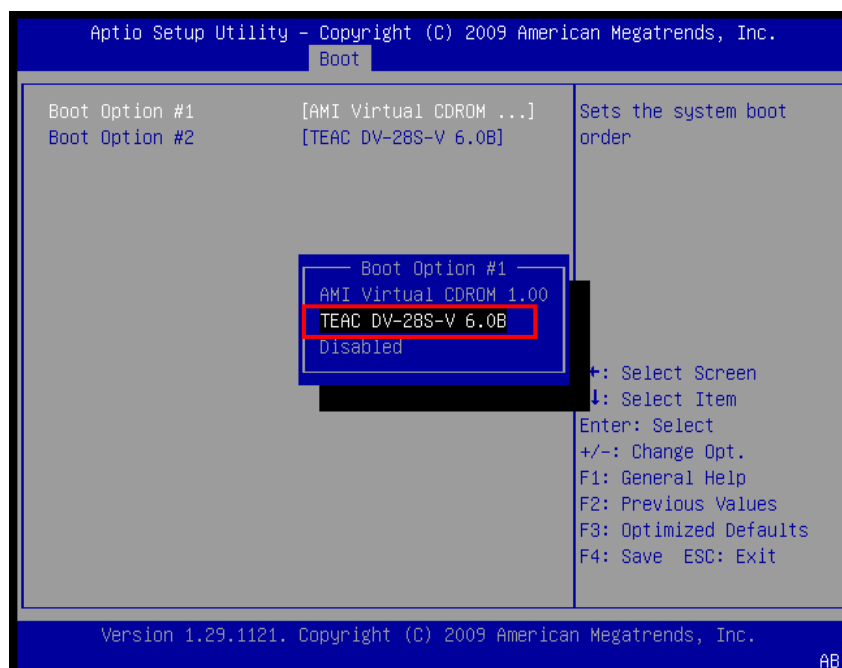 Aptio Setup Utility – Copyright (C) 2009 American Megatrends, Inc.
Boot
Boot Option #1 [AMI Virtual CDROM ...]
Boot Option #2 [TEAC DV-28S-V 6.0B]
Sets the system boot
order
Boot Option #1
AMI Virtual CDROM 1.00
TEAC DV-28S-V 6.0B
Disabled
←: Select Screen
↓: Select Item
Enter: Select
+/-: Change Opt.
F1: General Help
F2: Previous Values
F3: Optimized Defaults
F4: Save ESC: Exit
Version 1.29.1121. Copyright (C) 2009 American Megatrends, Inc.
AB